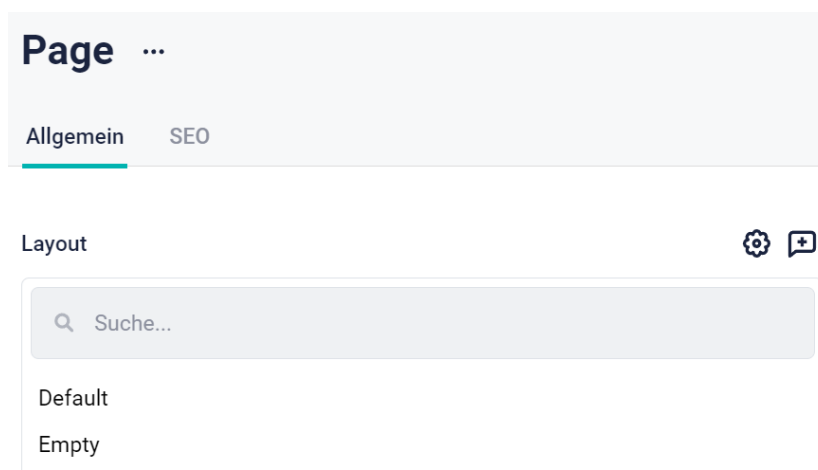 Page ...
Allgemein SEO
Layout
Suche...
Default
Empty